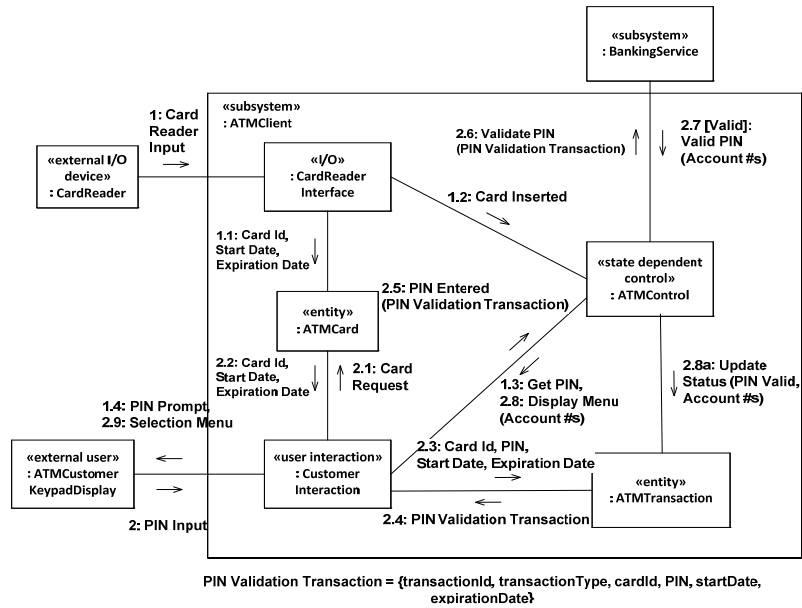 «subsystem»
: BankingService
«subsystem»
: ATMClient
1: Card
Reader
Input
2.6: Validate PIN
(PIN Validation Transaction)
2.7 [Valid]:
Valid PIN
(Account #s)
«external I/O
device»
: CardReader
«I/O»
: CardReader
Interface
1.2: Card Inserted
1.1: Card Id,
Start Date,
Expiration Date
«state dependent
control»
: ATMControl
2.5: PIN Entered
(PIN Validation Transaction)
«entity»
: ATMCard
2.2: Card Id,
Start Date,
Expiration Date
2.1: Card
Request
1.3: Get PIN,
2.8: Display Menu
(Account #s)
2.8a: Update
Status (PIN Valid,
Account #s)
1.4: PIN Prompt,
2.9: Selection Menu
«external user»
: ATMCustomer
KeypadDisplay
«user interaction»
: Customer
Interaction
2.3: Card Id, PIN,
Start Date, Expiration Date
«entity»
: ATMTransaction
2: PIN Input
2.4: PIN Validation Transaction
PIN Validation Transaction = {transactionId, transactionType, cardId, PIN, startDate,
expirationDate}